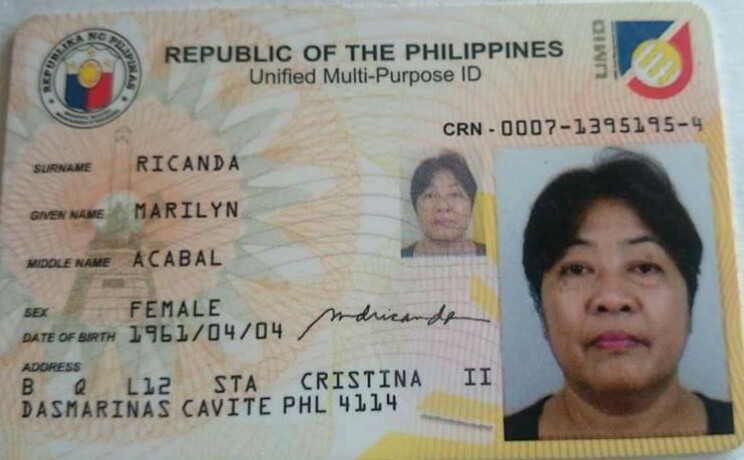 REPUBLIKA NG PILIPINAS
REPUBLIC OF THE PHILIPPINES
Unified Multi-Purpose ID
UMID
CRN - 0007-1395195-4
SURNAME RICANDA
GIVEN NAME MARILYN
MIDDLE NAME ACABAL
SEX FEMALE
DATE OF BIRTH 1961/04/04
ADDRESS
B Q L12 STA CRISTINA II
DASMARINAS CAVITE PHL 4114